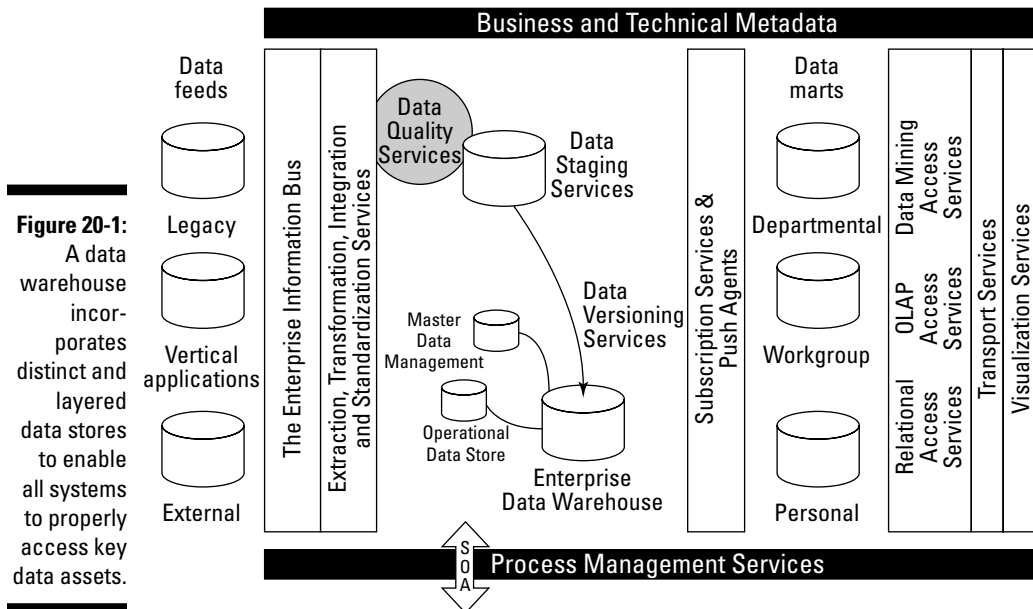 Business and Technical Metadata
Figure 20-1:
A data
warehouse
incor-
porates
distinct and
layered
data stores
to enable
all systems
to properly
access key
data assets.
Data
feeds
Legacy
Vertical
applications
External
The Enterprise Information Bus
Extraction, Transformation, Integration
and Standardization Services
Data
Quality
Services
Data
Staging
Services
Data
Versioning
Services
Master
Data
Management
Operational
Data Store
Enterprise
Data Warehouse
Subscription Services &
Push Agents
Data
marts
Departmental
Workgroup
Personal
Data Mining
Access
Services
OLAP
Access
Services
Relational
Access
Services
Transport Services
Visualization Services
SOA
Process Management Services